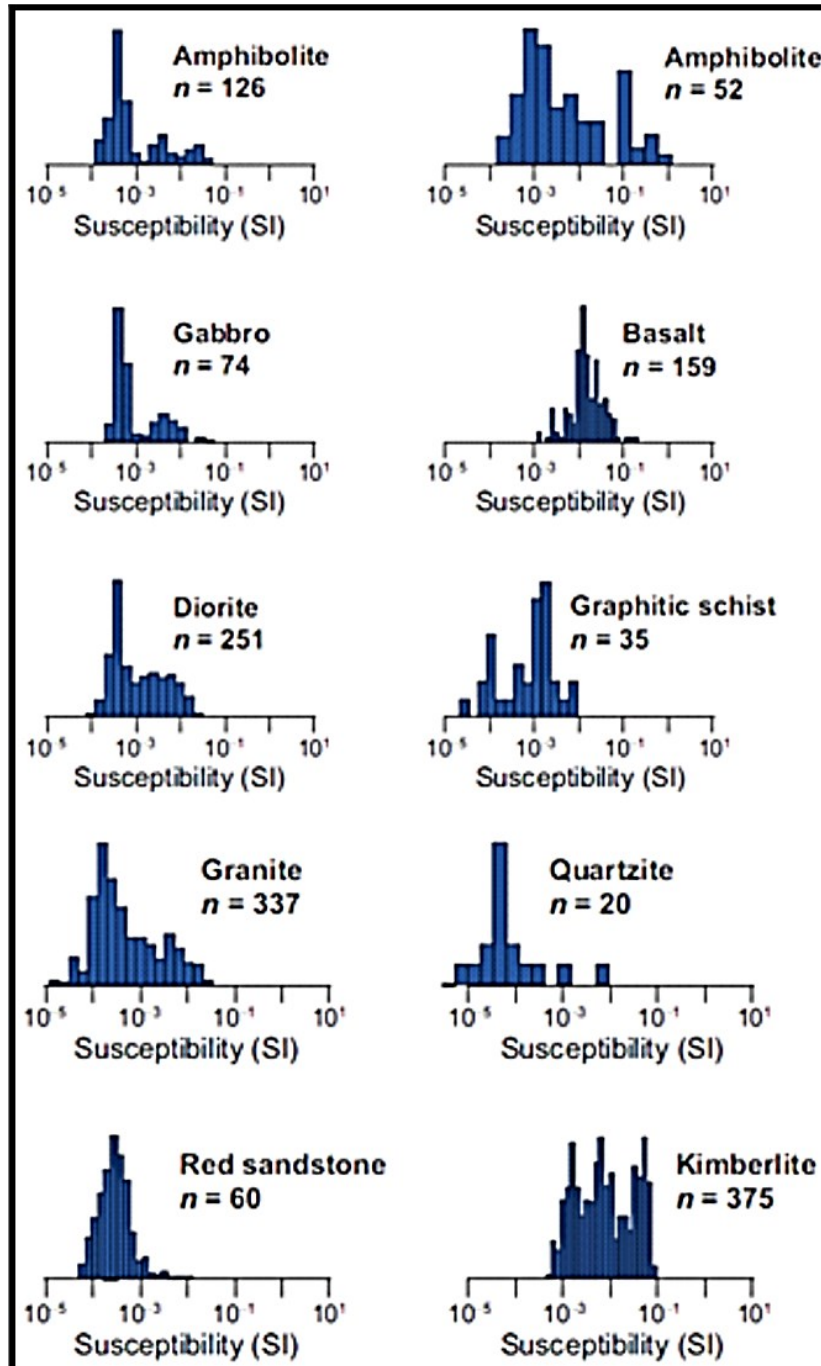 Amphibolite
n = 126
10⁻⁵ 10⁻³ 10⁻¹ 10¹
Susceptibility (SI)
Amphibolite
n = 52
10⁻⁵ 10⁻³ 10⁻¹ 10¹
Susceptibility (SI)
Gabbro
n = 74
10⁻⁵ 10⁻³ 10⁻¹ 10¹
Susceptibility (SI)
Basalt
n = 159
10⁻⁵ 10⁻³ 10⁻¹ 10¹
Susceptibility (SI)
Diorite
n = 251
10⁻⁵ 10⁻³ 10⁻¹ 10¹
Susceptibility (SI)
Graphitic schist
n = 35
10⁻⁵ 10⁻³ 10⁻¹ 10¹
Susceptibility (SI)
Granite
n = 337
10⁻⁵ 10⁻³ 10⁻¹ 10¹
Susceptibility (SI)
Quartzite
n = 20
10⁻⁵ 10⁻³ 10⁻¹ 10¹
Susceptibility (SI)
Red sandstone
n = 60
10⁻⁵ 10⁻³ 10⁻¹ 10¹
Susceptibility (SI)
Kimberlite
n = 375
10⁻⁵ 10⁻³ 10⁻¹ 10¹
Susceptibility (SI)